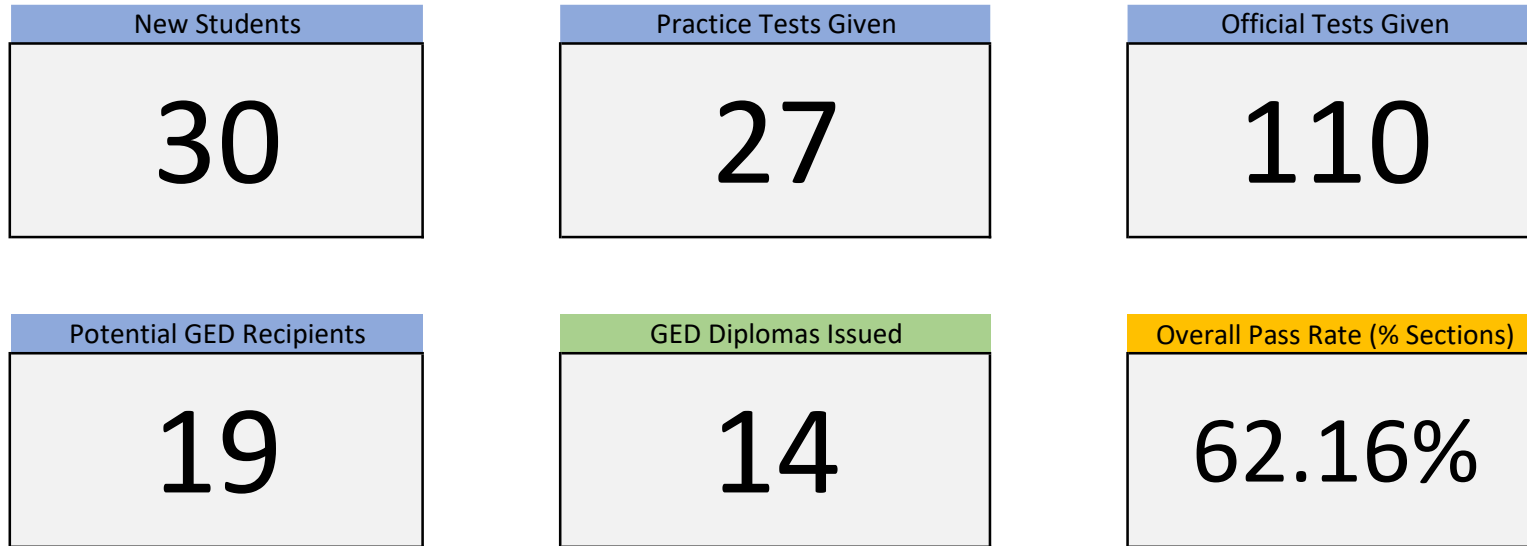 New Students
Practice Tests Given
Official Tests Given
30
27
110
Potential GED Recipients
GED Diplomas Issued
Overall Pass Rate (% Sections)
19
14
62.16%